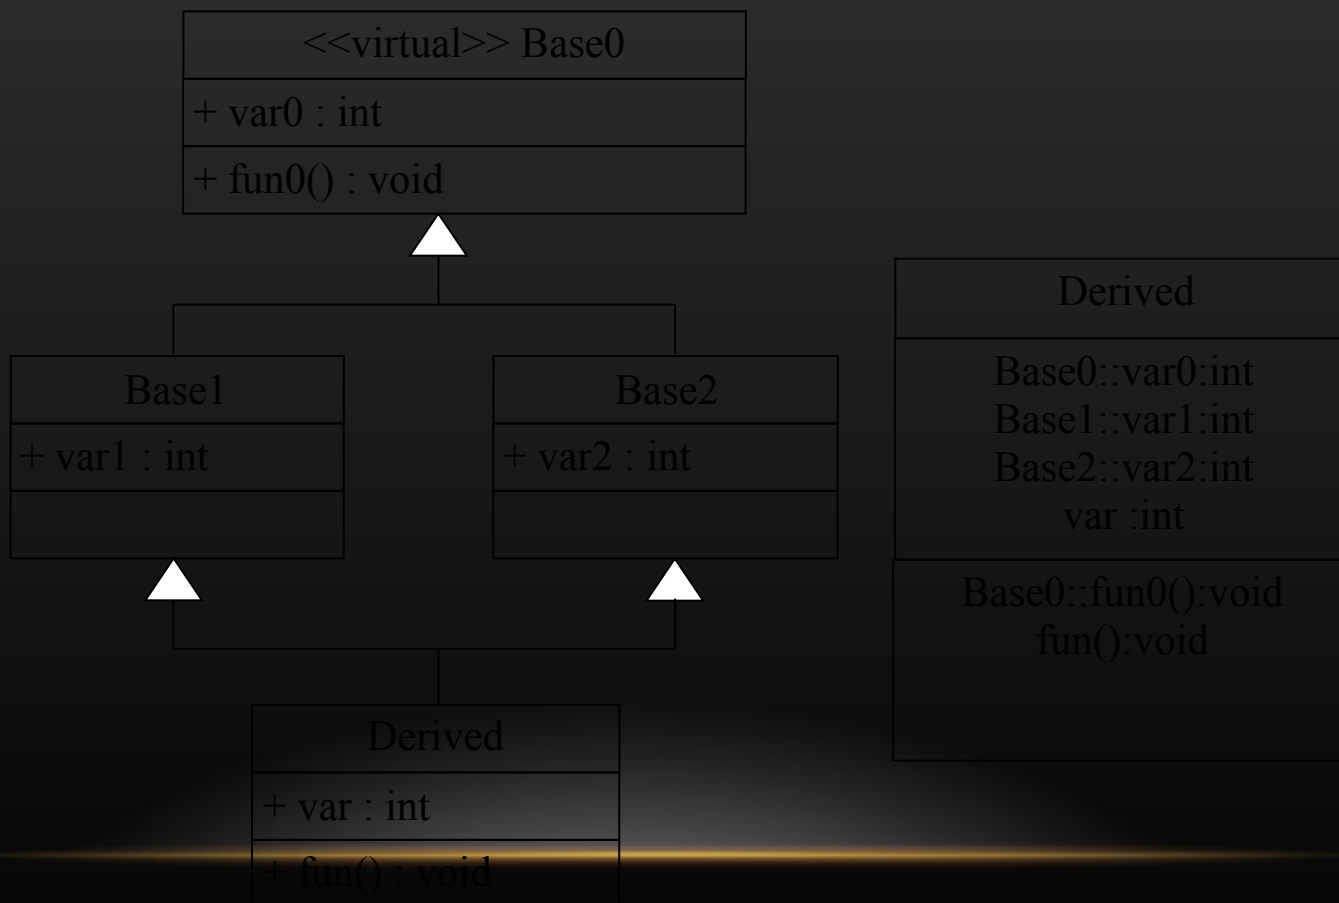 <<virtual>> Base0
+ var0 : int
+ fun0() : void
Base1
+ var1 : int
Base2
+ var2 : int
Derived
+ var : int
+ fun() : void
Derived
Base0::var0:int
Base1::var1:int
Base2::var2:int
var :int
Base0::fun0():void
fun():void